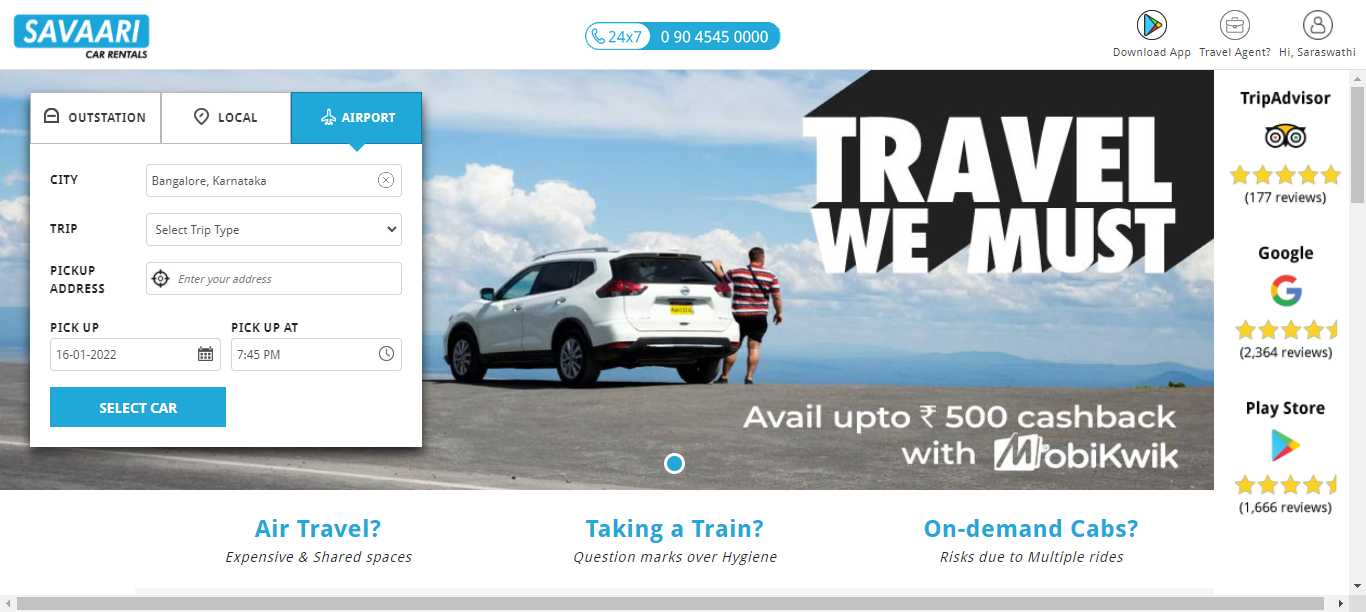 SAVAARI
CAR RENTALS
24x7 0 90 4545 0000
Download App
Travel Agent?
Hi, Saraswathi
OUTSTATION
LOCAL
AIRPORT
CITY
Bangalore, Karnataka
TRIP
Select Trip Type
PICKUP
ADDRESS
Enter your address
PICK UP
PICK UP AT
16-01-2022
7:45 PM
SELECT CAR
TRAVEL
WE MUST
Avail upto ₹ 500 cashback
with MobiKwik
TripAdvisor
(177 reviews)
Google
(2,364 reviews)
Play Store
(1,666 reviews)
Air Travel?
Expensive & Shared spaces
Taking a Train?
Question marks over Hygiene
On-demand Cabs?
Risks due to Multiple rides